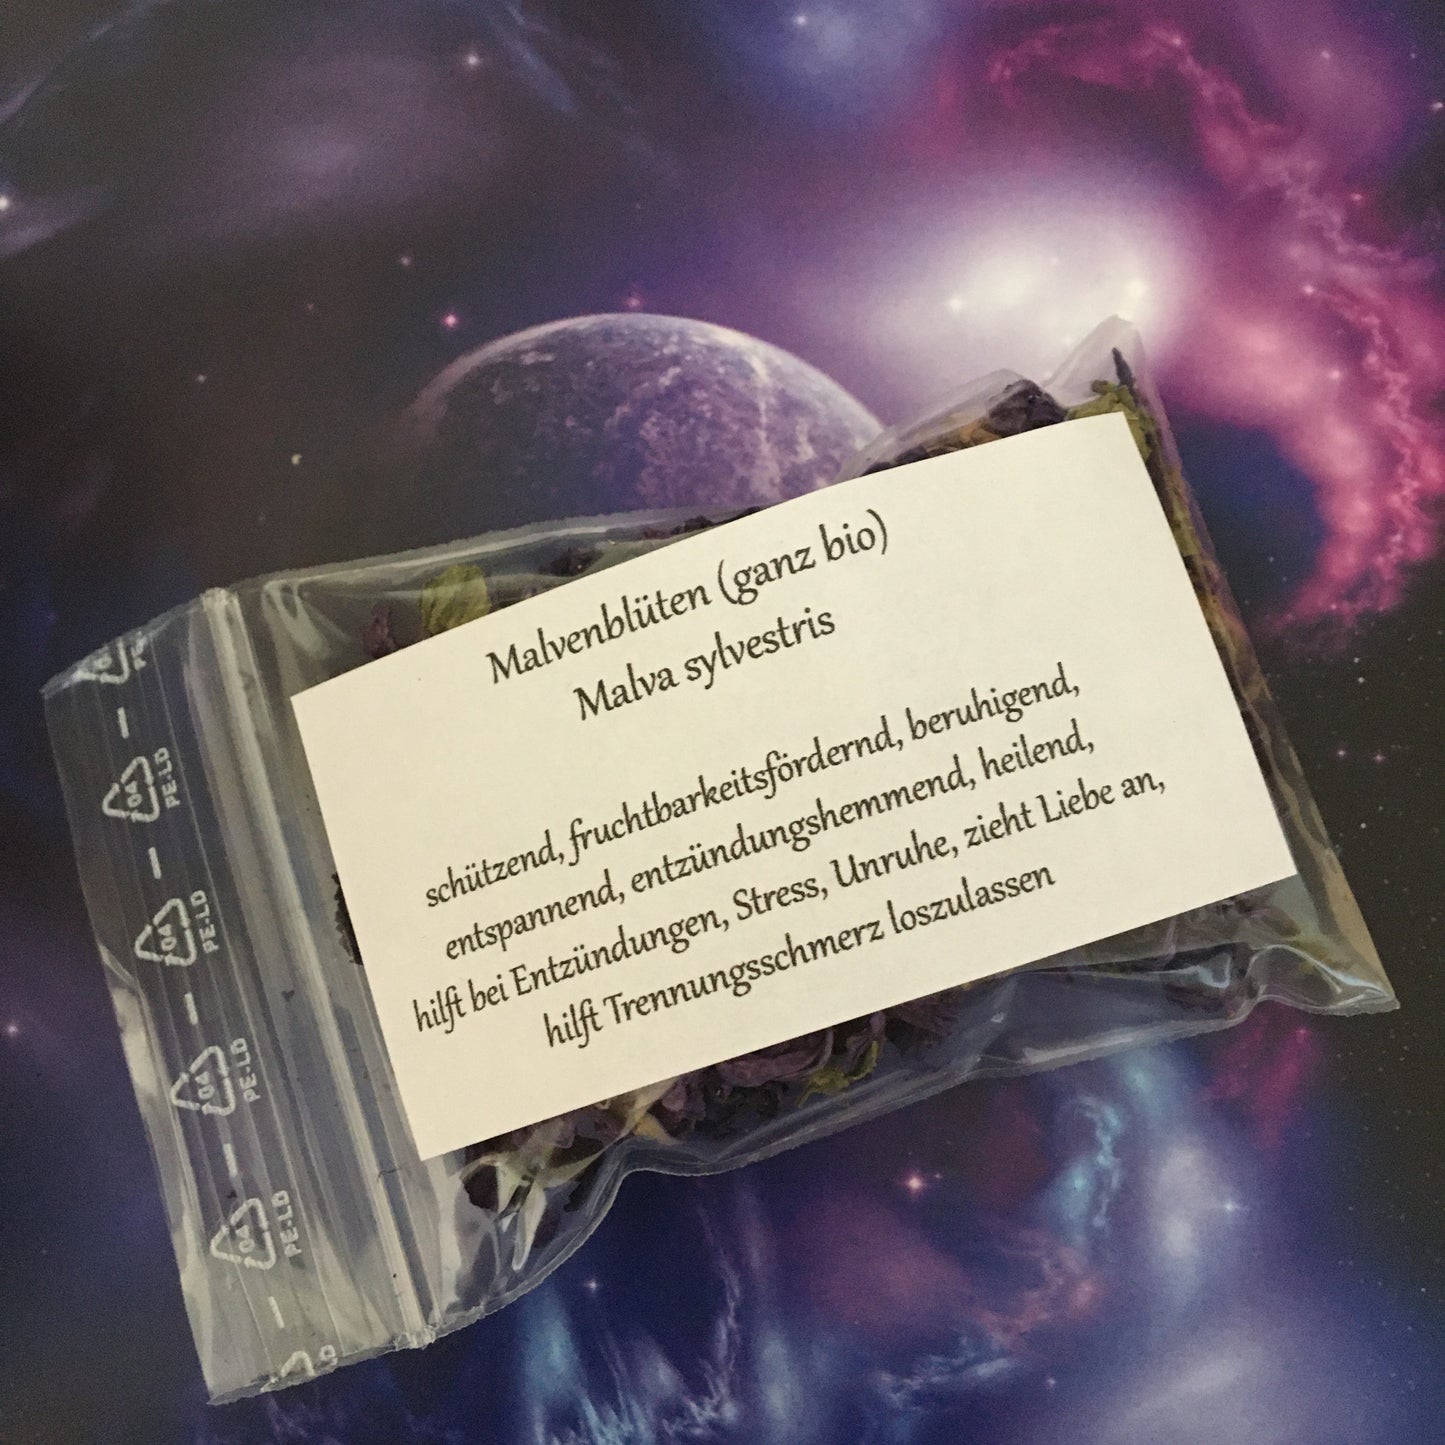 Malvenblüten (ganz bio)
Malva sylvestris
schützend, fruchtbarkeitsfördernd, beruhigend,
entspannend, entzündungshemmend, heilend,
hilft bei Entzündungen, Stress, Unruhe, zieht Liebe an,
hilft Trennungsschmerz loszulassen
04
PE-LD
04
PE-LD
04
PE-LD
04
PE-LD